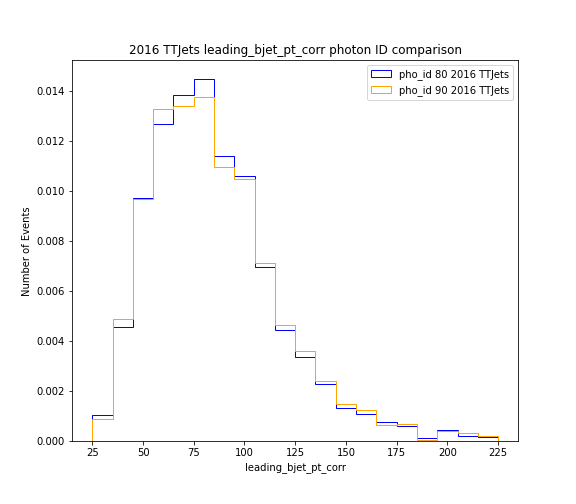 2016 TTJets leading_bjet_pt_corr photon ID comparison
pho_id 80 2016 TTJets
pho_id 90 2016 TTJets
Number of Events
0.014
0.012
0.010
0.008
0.006
0.004
0.002
0.000
25 50 75 100 125 150 175 200 225
leading_bjet_pt_corr